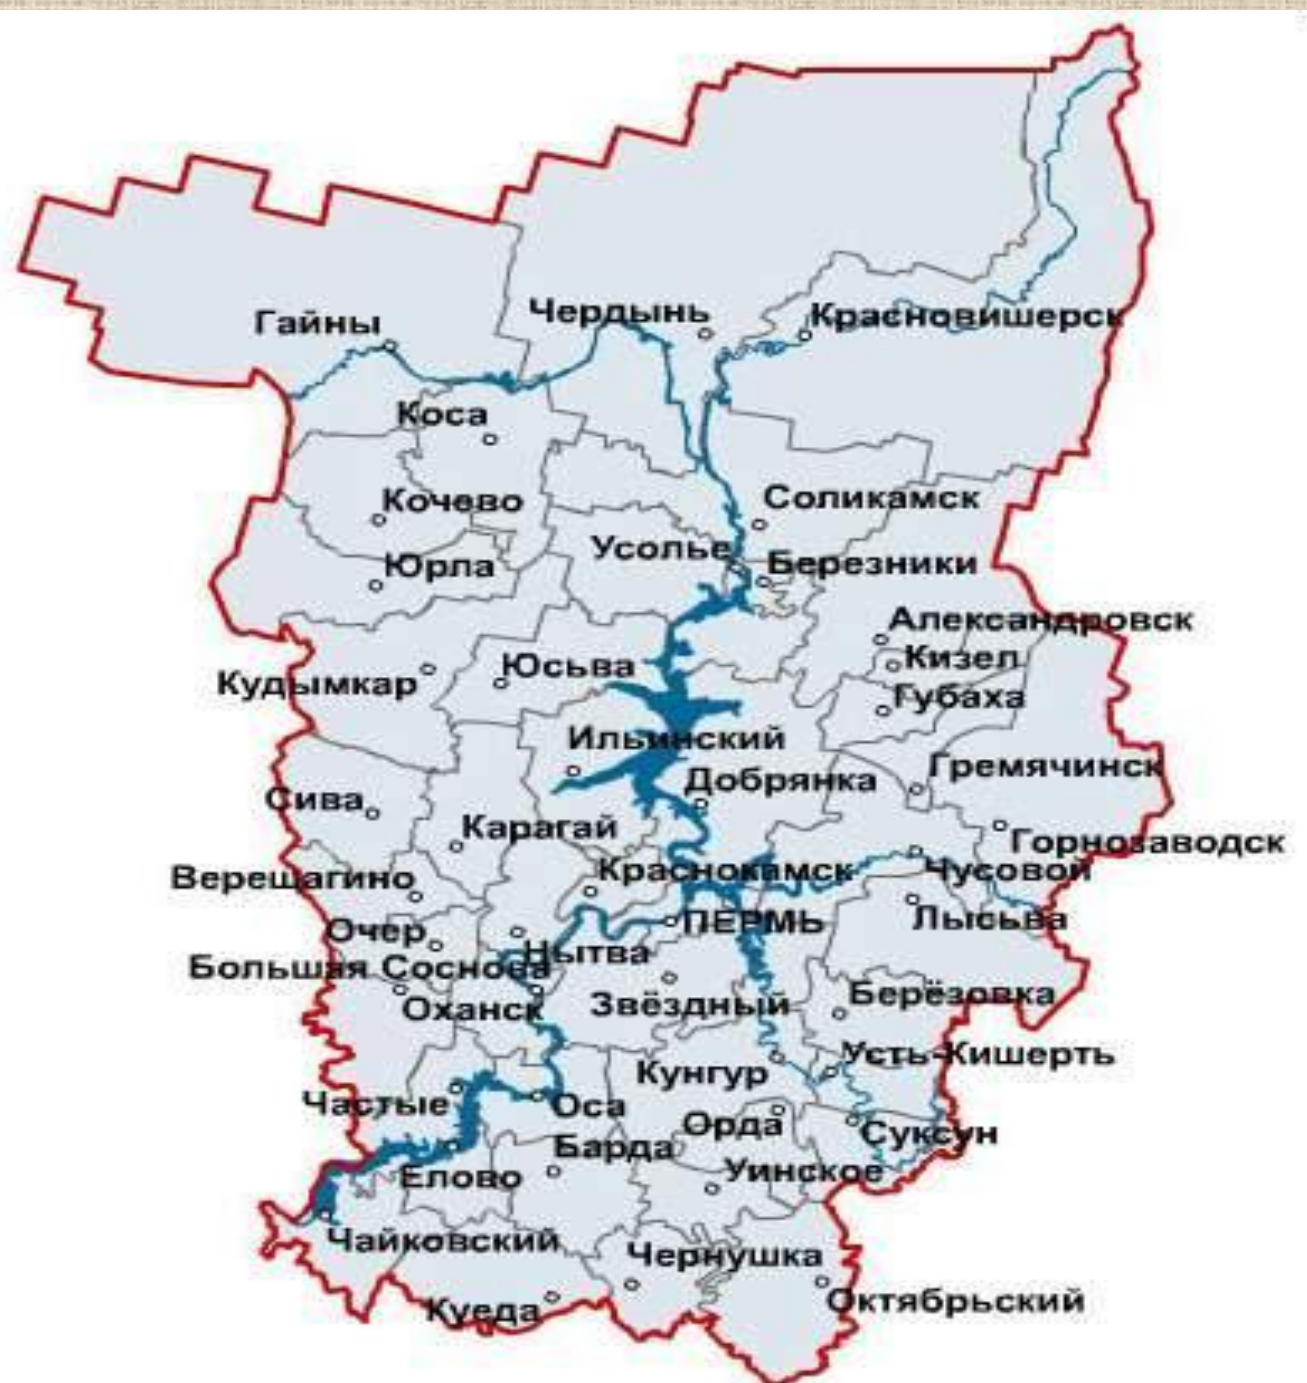 Чердынь
Красновишерск
Гайны
Коса
Кочево
Соликамск
Усолье
Березники
Юрла
Александровск
Кизел
Юсьва
Кудымкар
Губаха
Ильинский
Гремячинск
Добрянка
Сива
Карагай
Горнозаводск
Краснокамск
Чусовой
Верещагино
Лысьва
ПЕРМЬ
Очер
Нытва
Большая Соснова
Берёзовка
Звёздный
Оханск
Усть-Кишерть
Кунгур
Частые
Оса
Орда
Суксун
Барда
Уинское
Елово
Чайковский
Чернушка
Октябрьский
Куеда